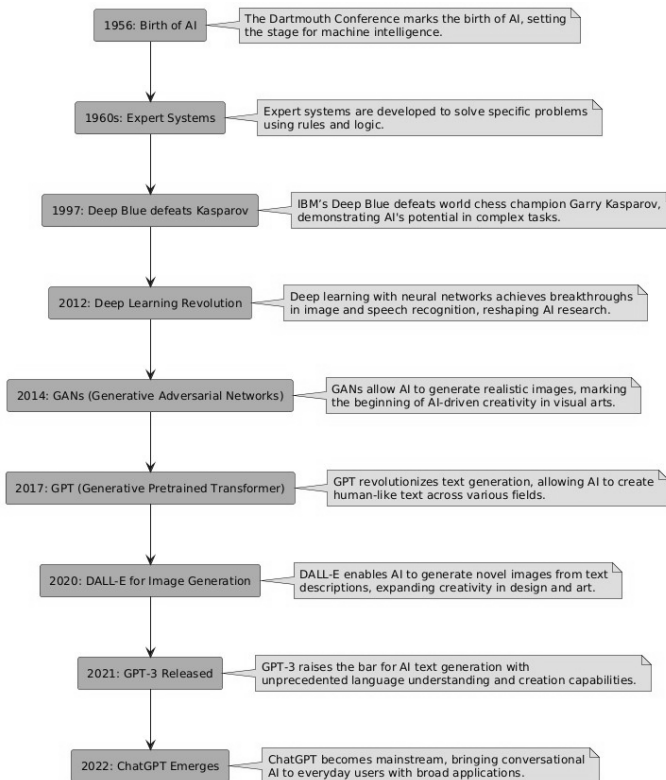 1956: Birth of AI
The Dartmouth Conference marks the birth of AI, setting
the stage for machine intelligence.
1960s: Expert Systems
Expert systems are developed to solve specific problems
using rules and logic.
1997: Deep Blue defeats Kasparov
IBM's Deep Blue defeats world chess champion Garry Kasparov,
demonstrating AI's potential in complex tasks.
2012: Deep Learning Revolution
Deep learning with neural networks achieves breakthroughs
in image and speech recognition, reshaping AI research.
2014: GANs (Generative Adversarial Networks)
GANs allow AI to generate realistic images, marking
the beginning of AI-driven creativity in visual arts.
2017: GPT (Generative Pretrained Transformer)
GPT revolutionizes text generation, allowing AI to create
human-like text across various fields.
2020: DALL-E for Image Generation
DALL-E enables AI to generate novel images from text
descriptions, expanding creativity in design and art.
2021: GPT-3 Released
GPT-3 raises the bar for AI text generation with
unprecedented language understanding and creation capabilities.
2022: ChatGPT Emerges
ChatGPT becomes mainstream, bringing conversational
AI to everyday users with broad applications.